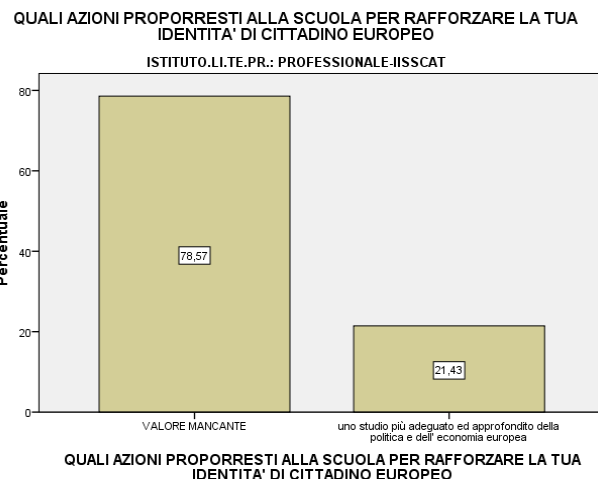 QUALI AZIONI PROPORRESTI ALLA SCUOLA PER RAFFORZARE LA TUA
IDENTITA' DI CITTADINO EUROPEO
ISTITUTO.LI.TE.PR.: PROFESSIONALE-IISSCAT
Percentuale
80
60
40
20
0
78,57
21,43
VALORE MANCANTE
uno studio più adeguato ed approfondito della
politica e dell' economia europea
QUALI AZIONI PROPORRESTI ALLA SCUOLA PER RAFFORZARE LA TUA
IDENTITA' DI CITTADINO EUROPEO